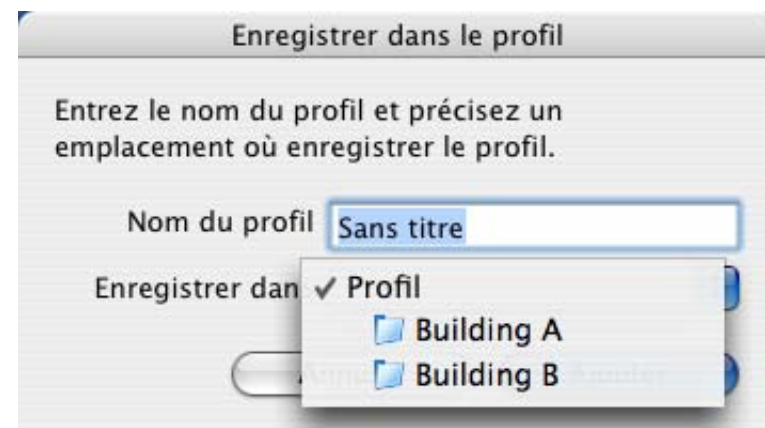 Enregistrer dans le profil
Entrez le nom du profil et précisez un
emplacement où enregistrer le profil.
Nom du profil
Sans titre
Enregistrer dan
✓ Profil
Building A
Building B